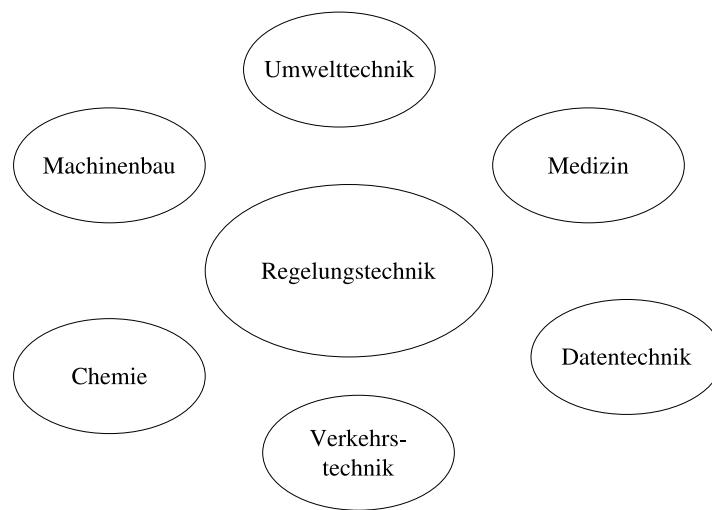 Umwelttechnik
Machinenbau
Medizin
Regelungstechnik
Datentechnik
Chemie
Verkehrs-
technik